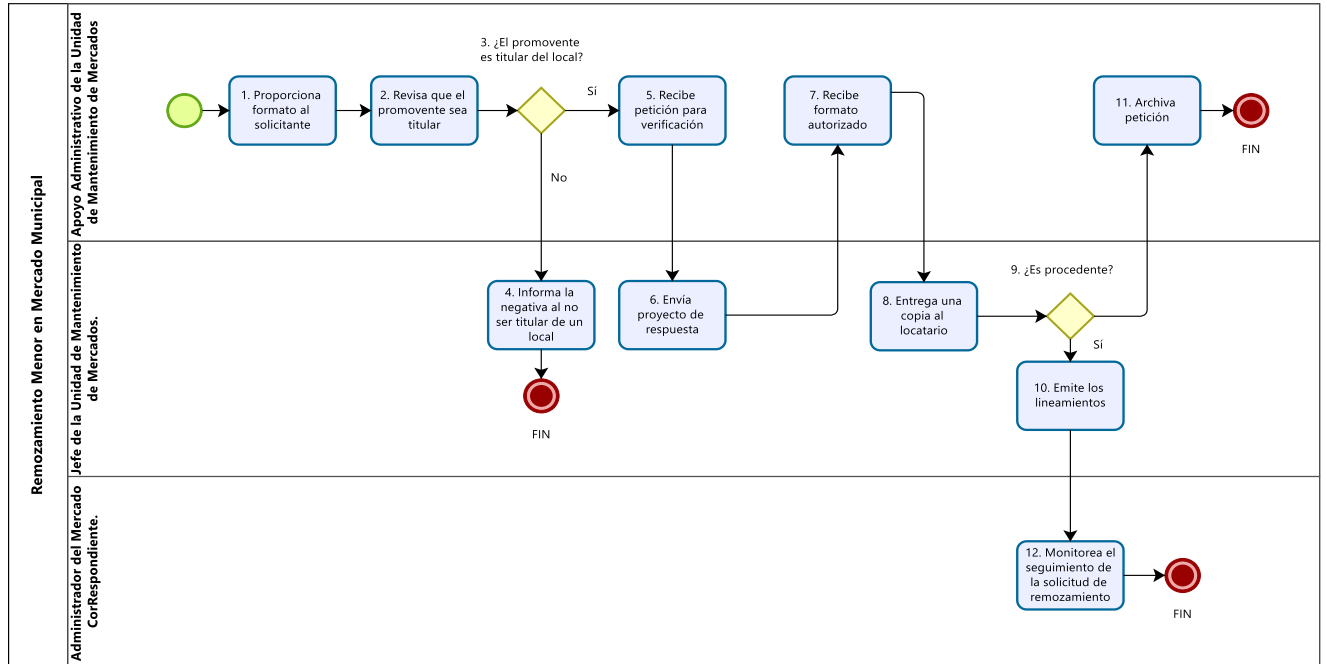 Remozamiento Menor en Mercado Municipal
Apoyo Administrativo de la Unidad
de Mantenimiento de Mercados
3. ¿El promovente
es titular del local?
1. Proporciona
formato al
solicitante
2. Revisa que el
promovente sea
titular
Sí
No
5. Recibe
petición para
verificación
7. Recibe
formato
autorizado
11. Archiva
petición
FIN
Jefe de la Unidad de Mantenimiento
de Mercados.
4. Informa la
negativa al no
ser titular de un
local
FIN
6. Envía
proyecto de
respuesta
8. Entrega una
copia al
locatario
9. ¿Es procedente?
Sí
10. Emite los
lineamientos
Administrador del Mercado
CorRespondiente.
12. Monitorea el
seguimiento de
la solicitud de
remozamiento
FIN